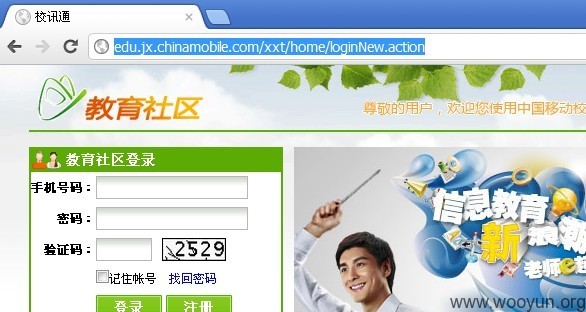 校讯通
edu.jx.chinamobile.com/xxt/home/loginNew.action
教育社区
尊敬的用户，欢迎您使用中国移动校
教育社区登录
手机号码：
密码：
验证码：
2529
记住帐号 找回密码
登录 注册
信息教育
新浪潮
老师e起
www.wooyun.org